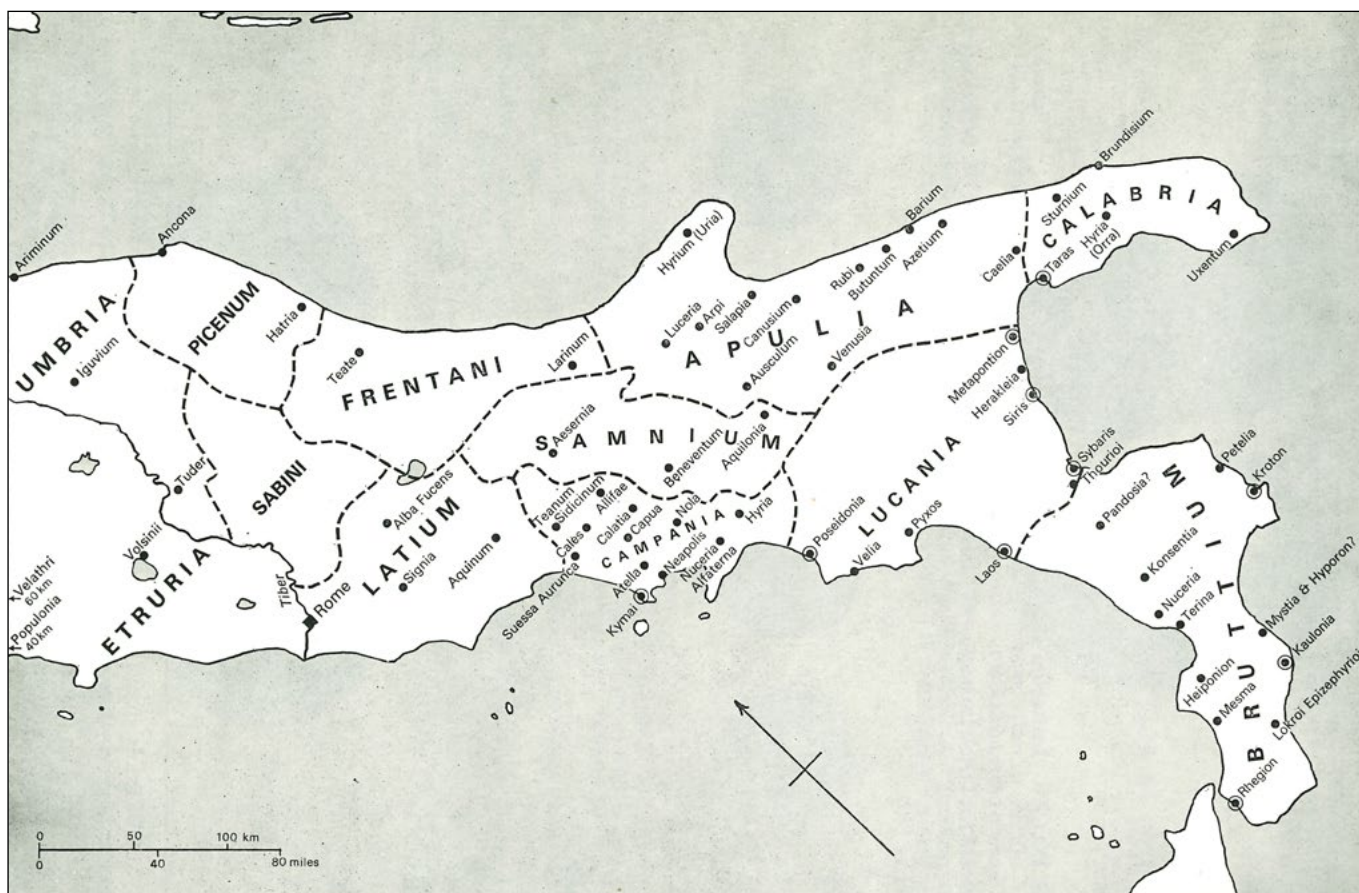 Ariminum
Ancona
UMBRIA
Iguvium
PICENUM
Hatria
Teate
FRENTANI
Larinum
Hyrium (Uria)
Luceria
Arpi
Salapia
Canusium
APULIA
Ausculum
Venusia
Rubi
Butuntum
Barium
Azetium
Caelia
Brundisium
Sturnium
CALABRIA
Hyria
(Orra)
Taras
Uxentum
Tuder
SABINI
Volsinii
Velathri
60 km
Populonia
40 km
ETRURIA
Tiber
Rome
Alba Fucens
LATIUM
Signia
Aquinum
SAMNIUM
Aesernia
Beneventum
Aquilonia
Teanum
Sidicinum
Allifae
Cales
Calatia
Capua
Nola
CAMPANIA
Hyria
Suessa Aurunca
Atella
Kymai
Neapolis
Nuceria
Alfaterna
Metapontion
Herakleia
Siris
LUCANIA
Poseidonia
Velia
Pyxos
Laos
Sybaris
Thourioi
Petelia
Kroton
Pandosia?
BRUTTIUM
Konsentia
Nuceria
Terina
Mystia & Hyporon?
Kaulonia
Heiponion
Mesma
Lokroi Epizephyrioi
Rhegion
0 50 100 km
0 40 80 miles